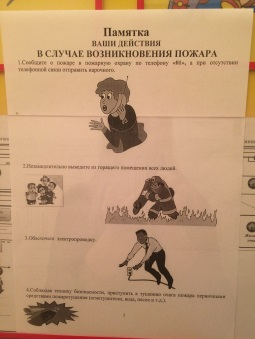 Памятка
ВАШИ ДЕЙСТВИЯ
В СЛУЧАЕ ВОЗНИКНОВЕНИЯ ПОЖАРА
1.Сообщите о пожаре в пожарную охрану по телефону «01», а при отсутствии
телефонной связи отправить нарочного.
2.Незамедлительно выведите из горящего помещения всех людей.
3.Обесточьте электропроводку.
4.Соблюдая технику безопасности, приступить к тушению очага пожара первичными
средствами пожаротушения (огнетушители, вода, песок и т.д.).